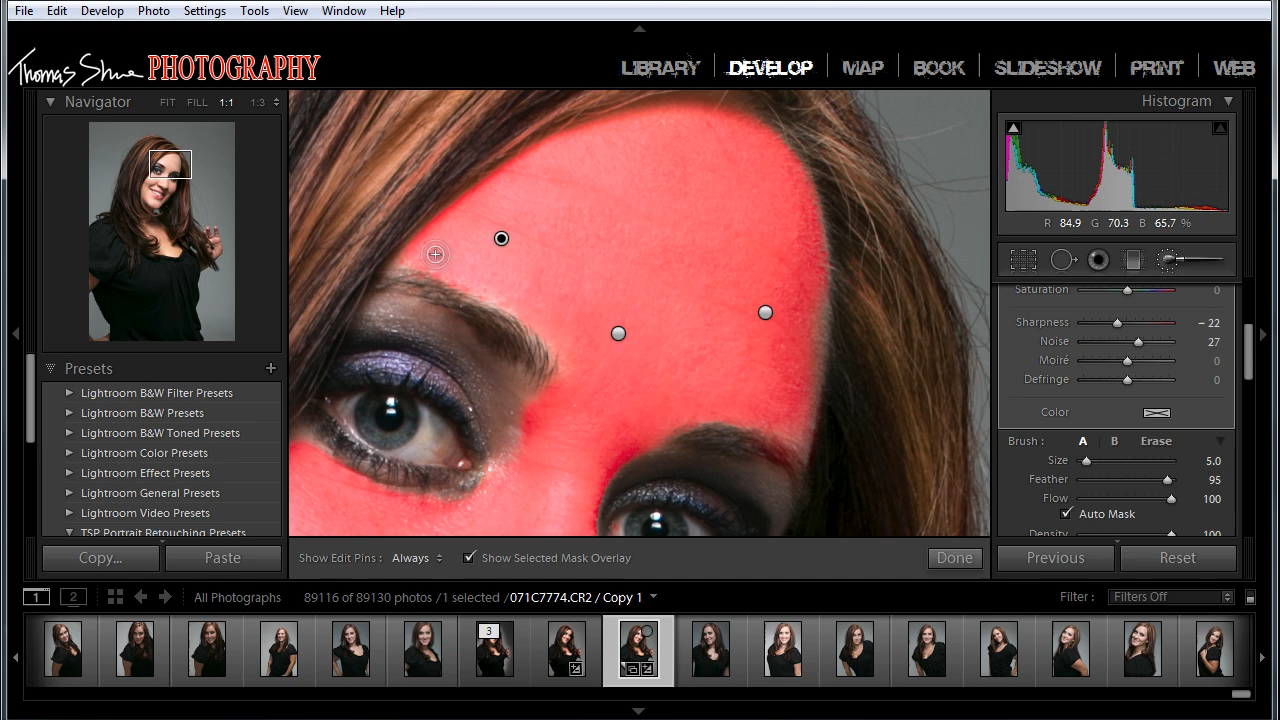 File Edit Develop Photo Settings Tools View Window Help
Thomas Shue PHOTOGRAPHY
LIBRARY DEVELOP MAP BOOK SLIDESHOW PRINT WEB
Navigator FIT FILL 1:1 1:3
Presets
Lightroom B&W Filter Presets
Lightroom B&W Presets
Lightroom B&W Toned Presets
Lightroom Color Presets
Lightroom Effect Presets
Lightroom General Presets
Lightroom Video Presets
TSP Portrait Retouching Presets
Copy... Paste
Show Edit Pins : Always Show Selected Mask Overlay Done
Histogram
R 84.9 G 70.3 B 65.7 %
Saturation 0
Sharpness – 22
Noise 27
Moiré 0
Defringe 0
Color
Brush : A B Erase
Size 5.0
Feather 95
Flow 100
Auto Mask
Density 100
Previous Reset
1 2 All Photographs 89116 of 89130 photos /1 selected /071C7774.CR2 / Copy 1 Filter : Filters Off
3